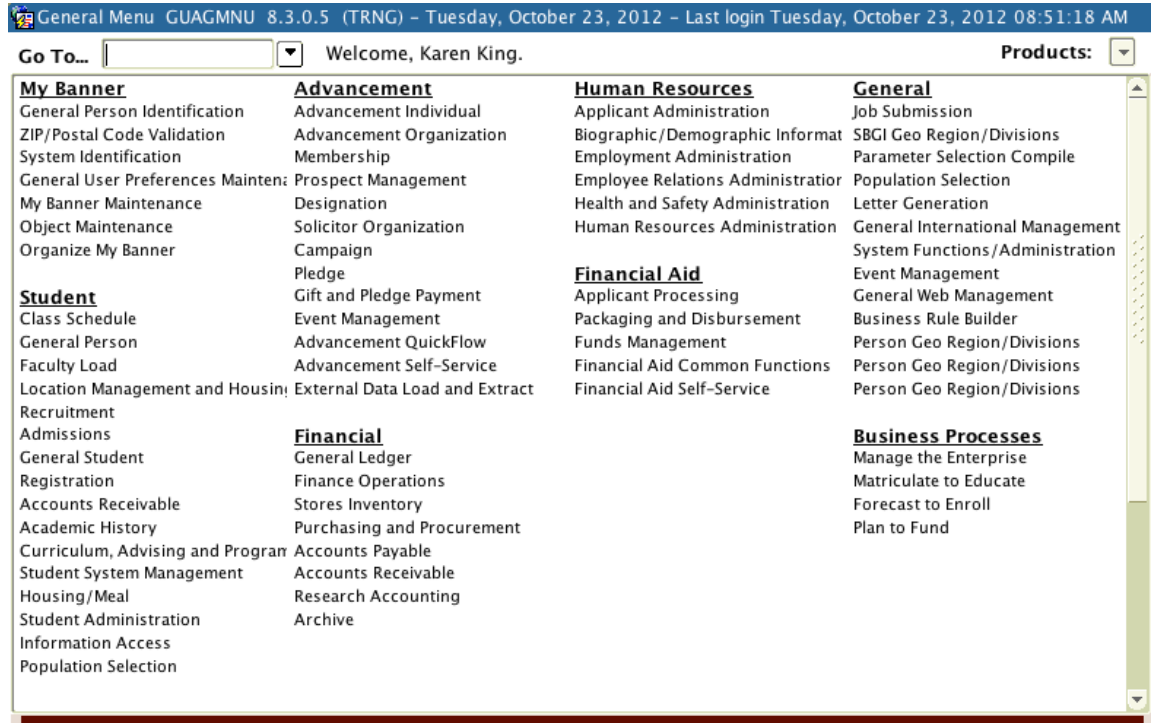 General Menu GUAGMNU 8.3.0.5 (TRNG) – Tuesday, October 23, 2012 – Last login Tuesday, October 23, 2012 08:51:18 AM
Go To... Welcome, Karen King. Products:
My Banner
General Person Identification
ZIP/Postal Code Validation
System Identification
General User Preferences Maintena
My Banner Maintenance
Object Maintenance
Organize My Banner
Student
Class Schedule
General Person
Faculty Load
Location Management and Housing
Recruitment
Admissions
General Student
Registration
Accounts Receivable
Academic History
Curriculum, Advising and Program
Student System Management
Housing/Meal
Student Administration
Information Access
Population Selection
Advancement
Advancement Individual
Advancement Organization
Membership
Prospect Management
Designation
Solicitor Organization
Campaign
Pledge
Gift and Pledge Payment
Event Management
Advancement QuickFlow
Advancement Self-Service
External Data Load and Extract
Financial
General Ledger
Finance Operations
Stores Inventory
Purchasing and Procurement
Accounts Payable
Accounts Receivable
Research Accounting
Archive
Human Resources
Applicant Administration
Biographic/Demographic Informat
Employment Administration
Employee Relations Administration
Health and Safety Administration
Human Resources Administration
Financial Aid
Applicant Processing
Packaging and Disbursement
Funds Management
Financial Aid Common Functions
Financial Aid Self-Service
General
Job Submission
SBGI Geo Region/Divisions
Parameter Selection Compile
Population Selection
Letter Generation
General International Management
System Functions/Administration
Event Management
General Web Management
Business Rule Builder
Person Geo Region/Divisions
Person Geo Region/Divisions
Person Geo Region/Divisions
Business Processes
Manage the Enterprise
Matriculate to Educate
Forecast to Enroll
Plan to Fund